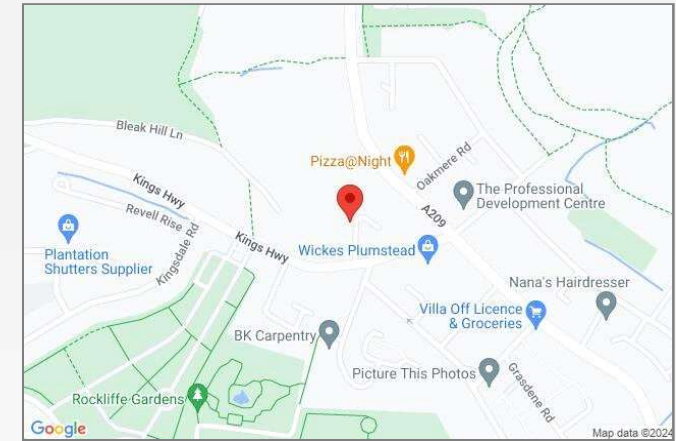 Bleak Hill Ln
Pizza@Night
Oakmere Rd
Kings Hwy
The Professional
Development Centre
Revell Rise
A209
Kingsdale Rd
Kings Hwy
Wickes Plumstead
Plantation
Shutters Supplier
Nana's Hairdresser
Villa Off Licence
& Groceries
BK Carpentry
Picture This Photos
Grasdene Rd
Rockliffe Gardens
Google
Map data ©2024